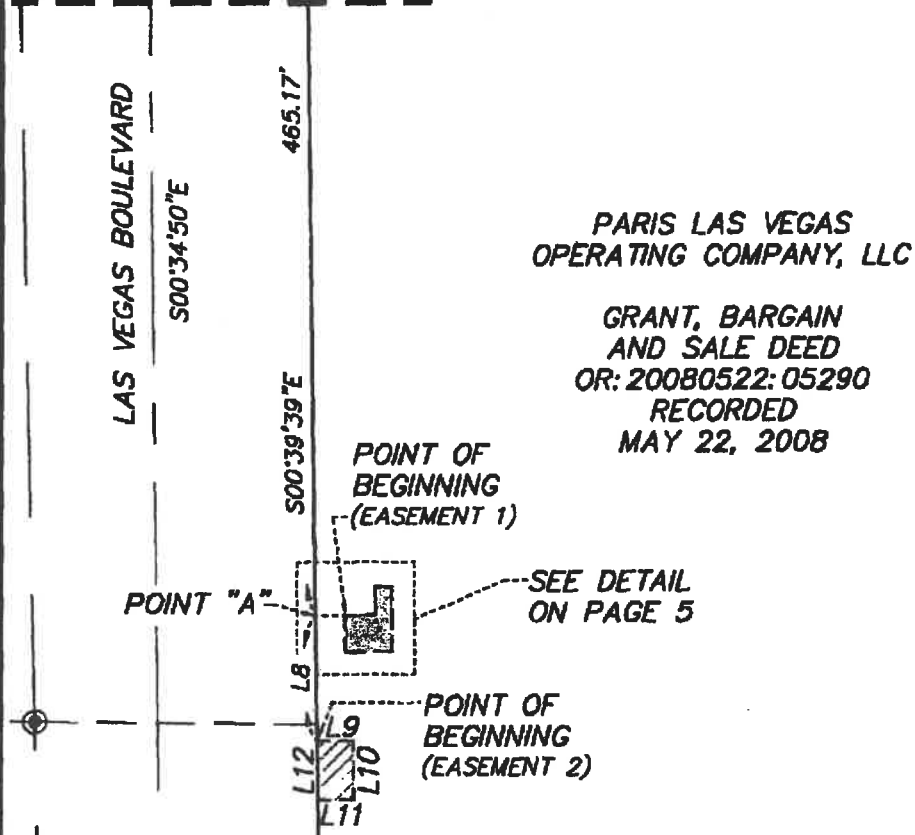 465.17'
LAS VEGAS BOULEVARD
S00°34'50"E
PARIS LAS VEGAS
OPERATING COMPANY, LLC
GRANT, BARGAIN
AND SALE DEED
OR: 20080522: 05290
RECORDED
MAY 22, 2008
S00°39'39"E
POINT OF
BEGINNING
(EASEMENT 1)
SEE DETAIL
ON PAGE 5
POINT "A"
L8
POINT OF
BEGINNING
(EASEMENT 2)
L9
L12
L10
L11